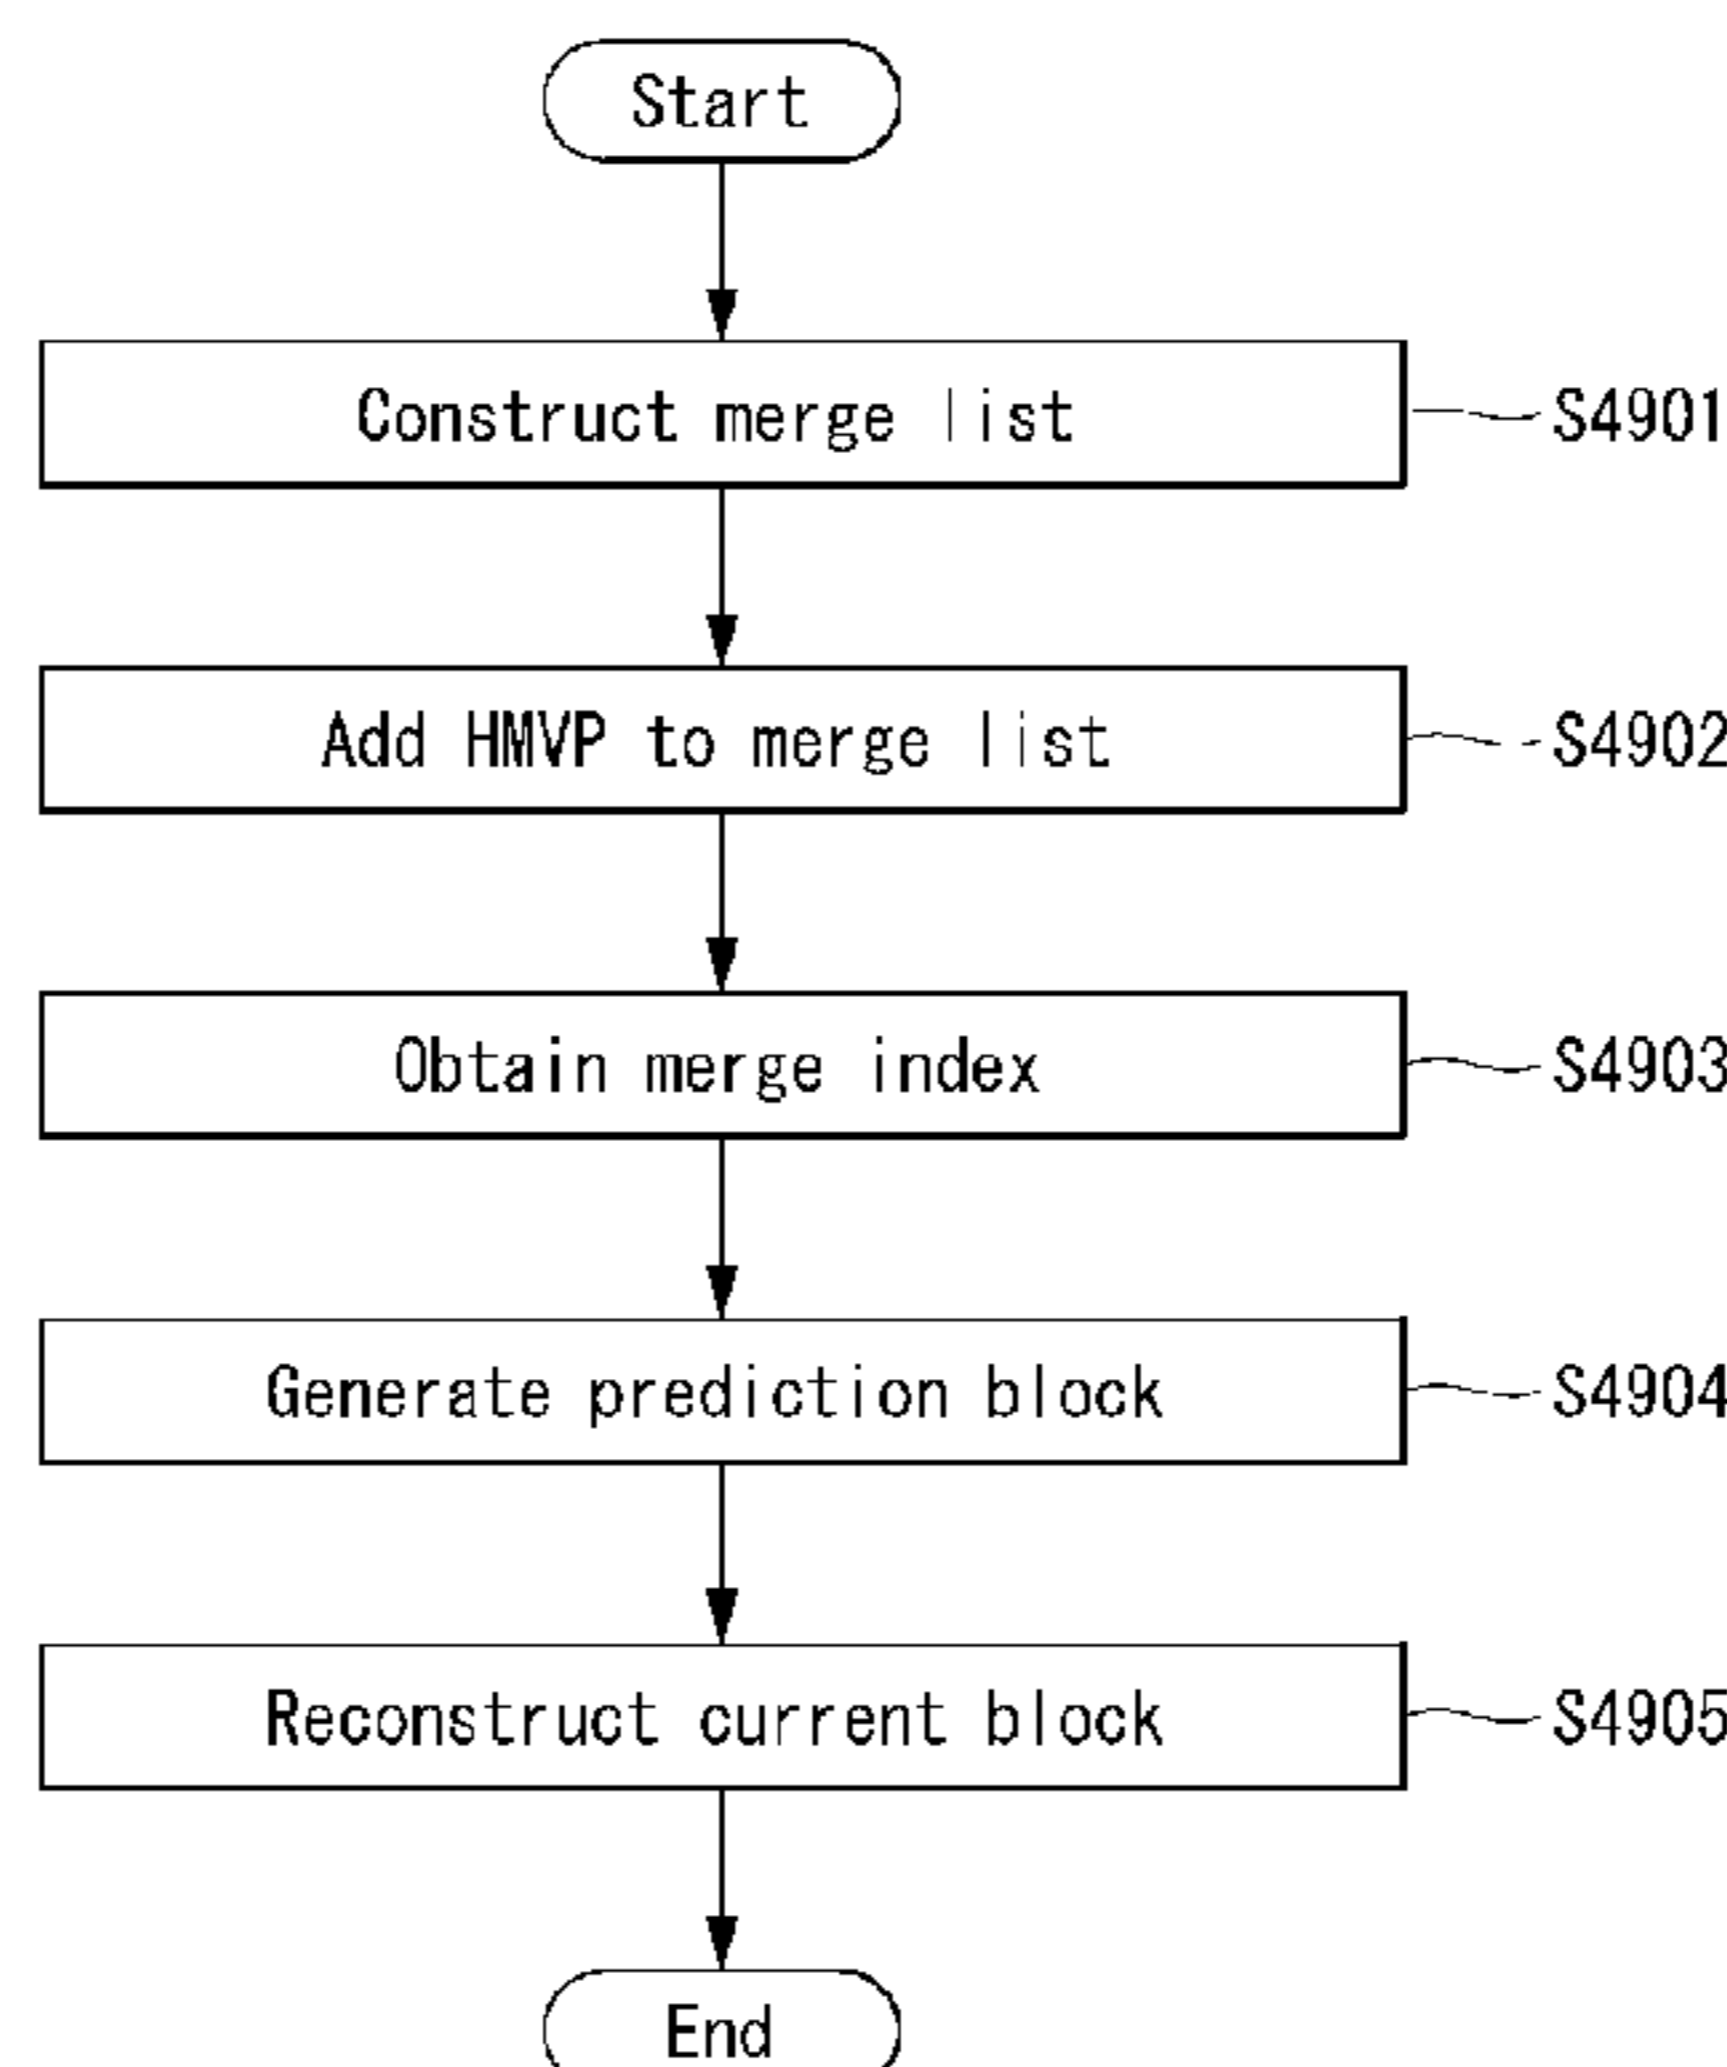 Start
Construct merge list
S4901
Add HMVP to merge list
S4902
Obtain merge index
S4903
Generate prediction block
S4904
Reconstruct current block
S4905
End